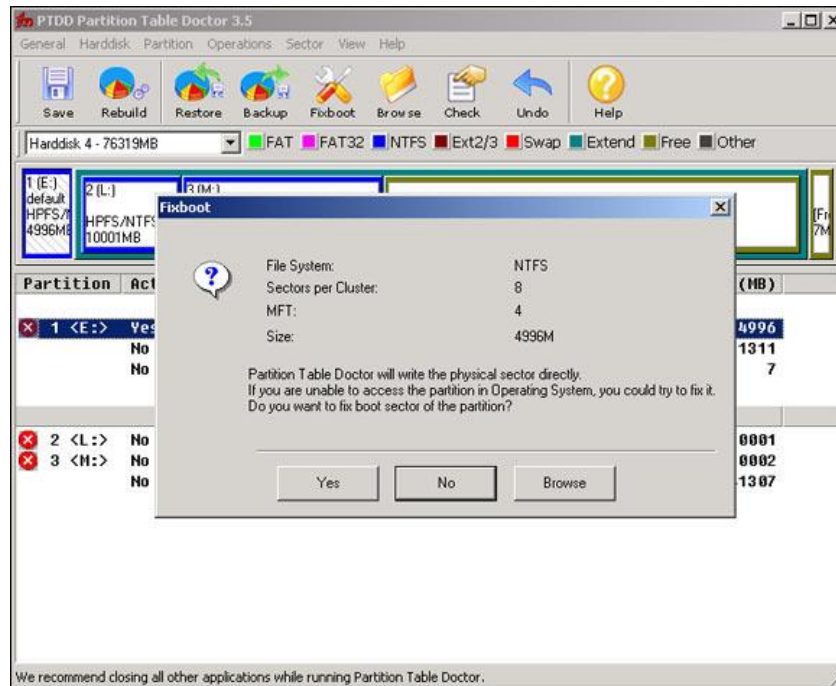 PTDD Partition Table Doctor 3.5
General Harddisk Partition Operations Sector View Help
Save Rebuild Restore Backup Fixboot Browse Check Undo Help
Harddisk 4 - 76319MB FAT FAT32 NTFS Ext2/3 Swap Extend Free Other
1 (E:)
default
HPFS/
4996M
2 (L:)
HPFS/NTFS
10001MB
3 (M:)
7M
Fixboot
File System: NTFS
Sectors per Cluster: 8
MFT: 4
Size: 4996M
Partition Table Doctor will write the physical sector directly.
If you are unable to access the partition in Operating System, you could try to fix it.
Do you want to fix boot sector of the partition?
Yes No Browse
Partition Act (MB)
1 <E:> Yes 4996
No 1311
No 7
2 <L:> No 0001
3 <M:> No 0002
No 1307
We recommend closing all other applications while running Partition Table Doctor.